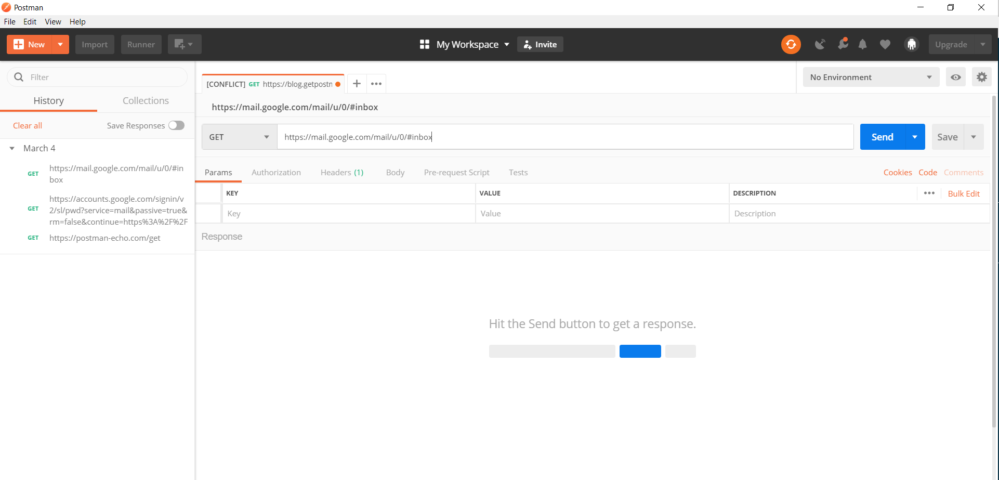 Postman
File Edit View Help
New Import Runner My Workspace Invite Upgrade
Filter
History Collections
Clear all Save Responses
March 4
GET https://mail.google.com/mail/u/0/#in
box
GET https://accounts.google.com/signin/v
2/sl/pwd?service=mail&passive=true&
rm=false&continue=https%3A%2F%2F
GET https://postman-echo.com/get
[CONFLICT] GET https://blog.getpostn
No Environment
https://mail.google.com/mail/u/0/#inbox
GET https://mail.google.com/mail/u/0/#inbox Send Save
Params Authorization Headers (1) Body Pre-request Script Tests Cookies Code Comments
KEY VALUE DESCRIPTION Bulk Edit
Key Value Description
Response
Hit the Send button to get a response.